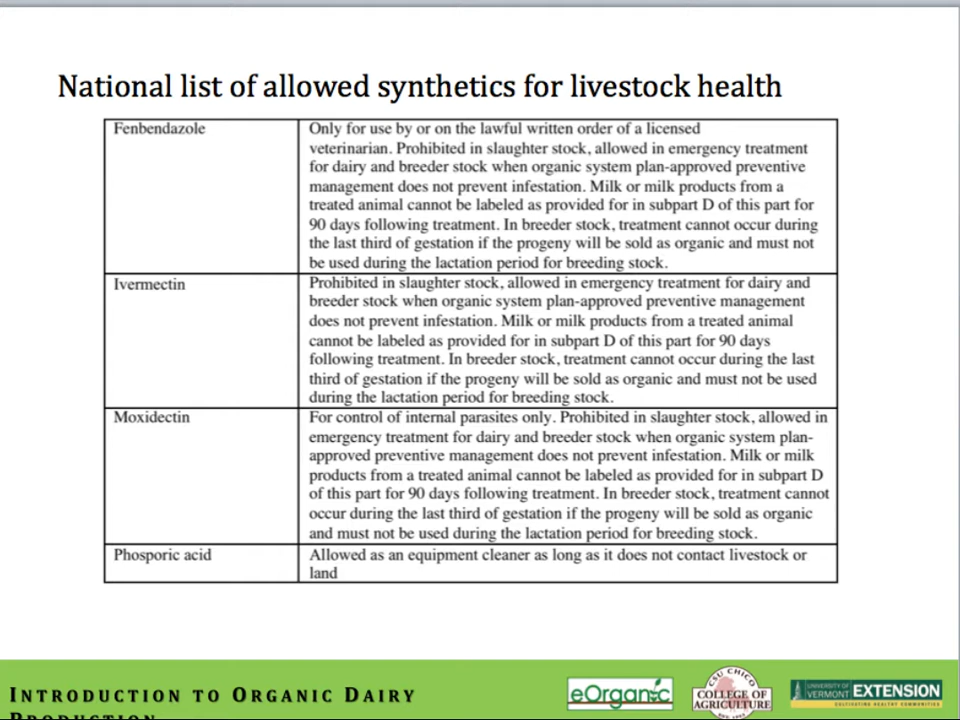 National list of allowed synthetics for livestock health
Fenbendazole
Only for use by or on the lawful written order of a licensed
veterinarian. Prohibited in slaughter stock, allowed in emergency treatment
for dairy and breeder stock when organic system plan-approved preventive
management does not prevent infestation. Milk or milk products from a
treated animal cannot be labeled as provided for in subpart D of this part for
90 days following treatment. In breeder stock, treatment cannot occur during
the last third of gestation if the progeny will be sold as organic and must not
be used during the lactation period for breeding stock.
Ivermectin
Prohibited in slaughter stock, allowed in emergency treatment for dairy and
breeder stock when organic system plan-approved preventive management
does not prevent infestation. Milk or milk products from a treated animal
cannot be labeled as provided for in subpart D of this part for 90 days
following treatment. In breeder stock, treatment cannot occur during the last
third of gestation if the progeny will be sold as organic and must not be used
during the lactation period for breeding stock.
Moxidectin
For control of internal parasites only. Prohibited in slaughter stock, allowed in
emergency treatment for dairy and breeder stock when organic system plan-
approved preventive management does not prevent infestation. Milk or milk
products from a treated animal cannot be labeled as provided for in subpart D
of this part for 90 days following treatment. In breeder stock, treatment cannot
occur during the last third of gestation if the progeny will be sold as organic
and must not be used during the lactation period for breeding stock.
Phosporic acid
Allowed as an equipment cleaner as long as it does not contact livestock or
land
INTRODUCTION TO ORGANIC DAIRY
PRODUCTION
eOrganic
CSU CHICO
COLLEGE OF
AGRICULTURE
UNIVERSITY OF
VERMONT EXTENSION
CULTIVATING HEALTHY COMMUNITIES